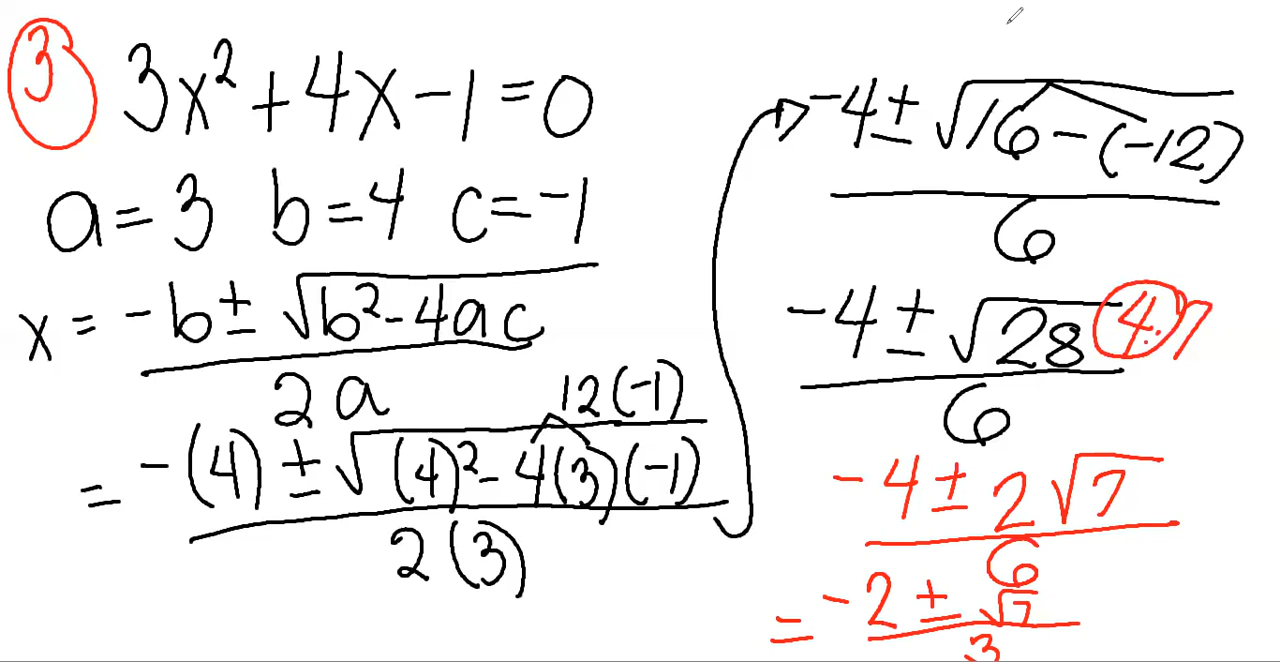 3
3x² + 4x - 1 = 0
a = 3 b = 4 c = -1
x = -b ± √b² - 4ac
2a
12(-1)
= -(4) ± √(4)² - 4(3)(-1)
2(3)
-4 ± √16 - (-12)
6
-4 ± √28 4·7
6
-4 ± 2√7
6
= -2 ± √7
3